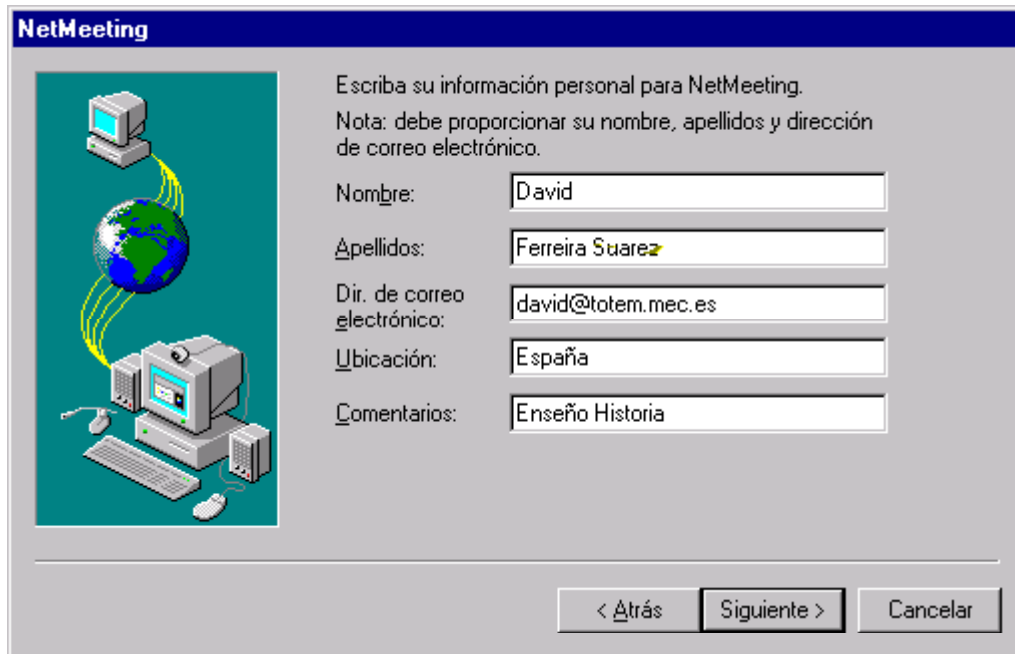 NetMeeting
Escriba su información personal para NetMeeting.
Nota: debe proporcionar su nombre, apellidos y dirección
de correo electrónico.
Nombre: David
Apellidos: Ferreira Suarez
Dir. de correo
electrónico: david@totem.mec.es
Ubicación: España
Comentarios: Enseño Historia
< Atrás Siguiente > Cancelar